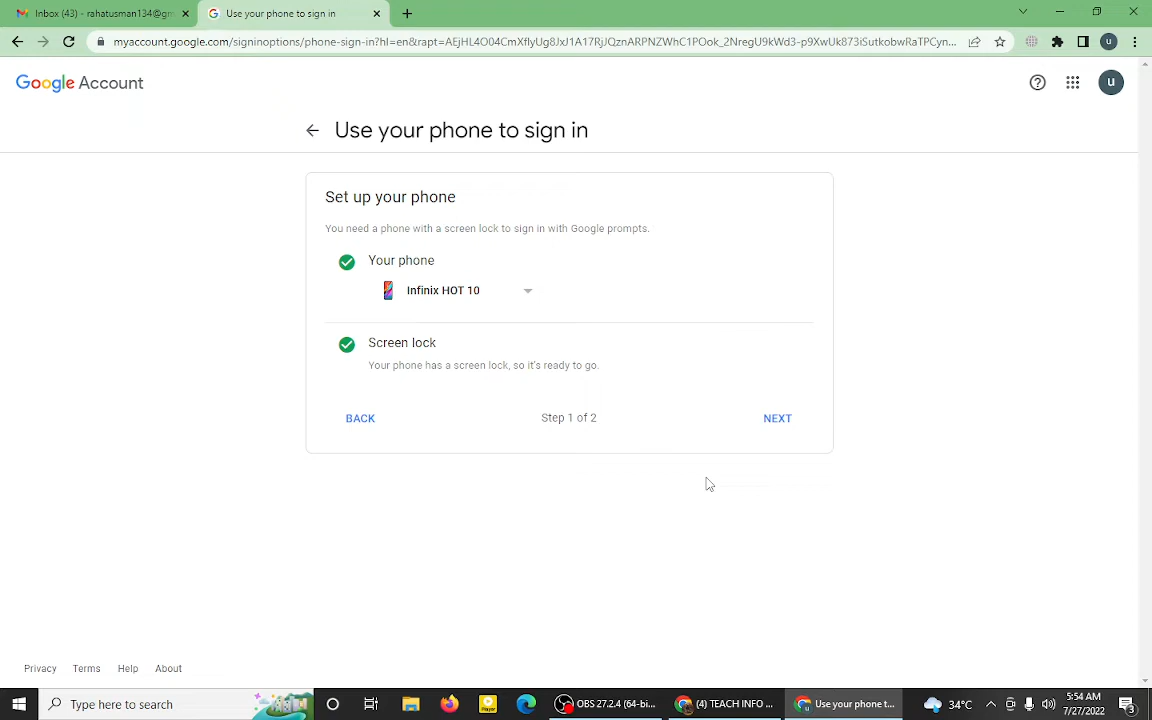 Inbox (43) - rahatusman134@gm
Use your phone to sign in
myaccount.google.com/signinoptions/phone-sign-in?hl=en&rapt=AEjHL4O04CmXfIyUg8JxJ1A17RjJQznARPNZWhC1POok_2NregU9kWd3-p9XwUk873iSutkobwRaTPCyn...
u
Google Account
u
Use your phone to sign in
Set up your phone
You need a phone with a screen lock to sign in with Google prompts.
Your phone
Infinix HOT 10
Screen lock
Your phone has a screen lock, so it's ready to go.
BACK
Step 1 of 2
NEXT
Privacy
Terms
Help
About
Type here to search
OBS 27.2.4 (64-bi...
(4) TEACH INFO ...
Use your phone t...
34°C
5:54 AM
7/27/2022
3